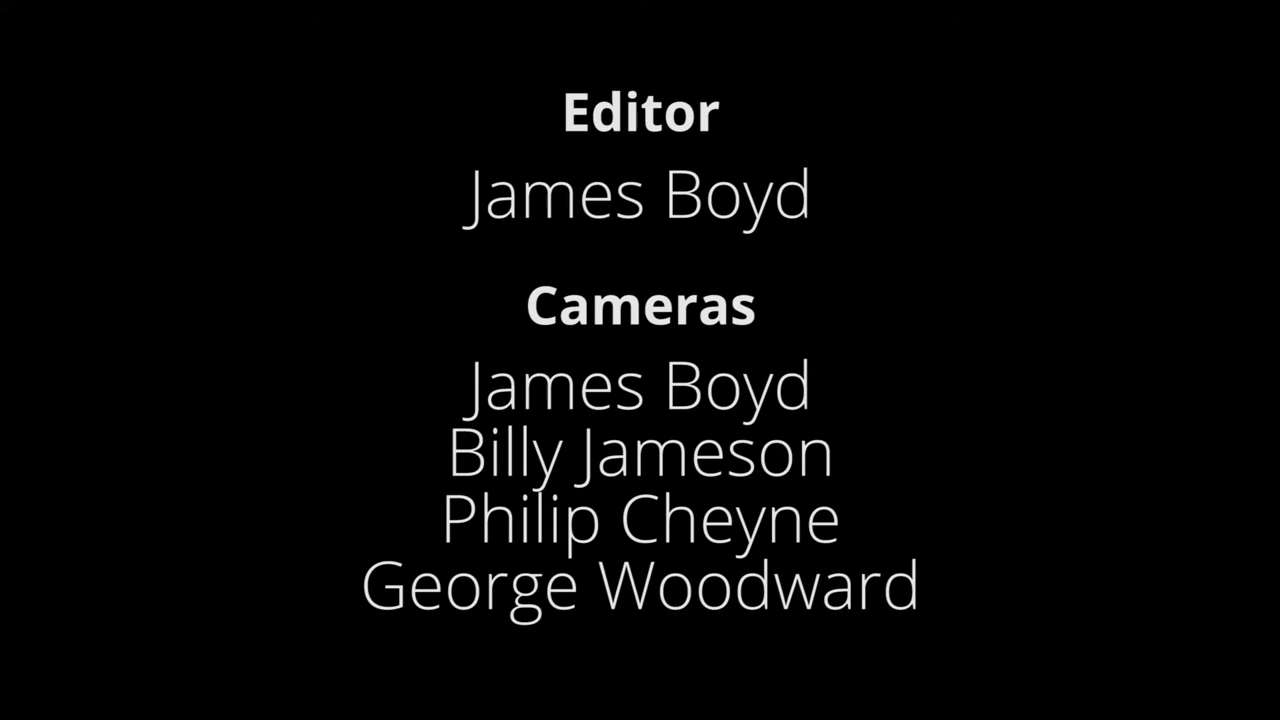 Editor
James Boyd
Cameras
James Boyd
Billy Jameson
Philip Cheyne
George Woodward